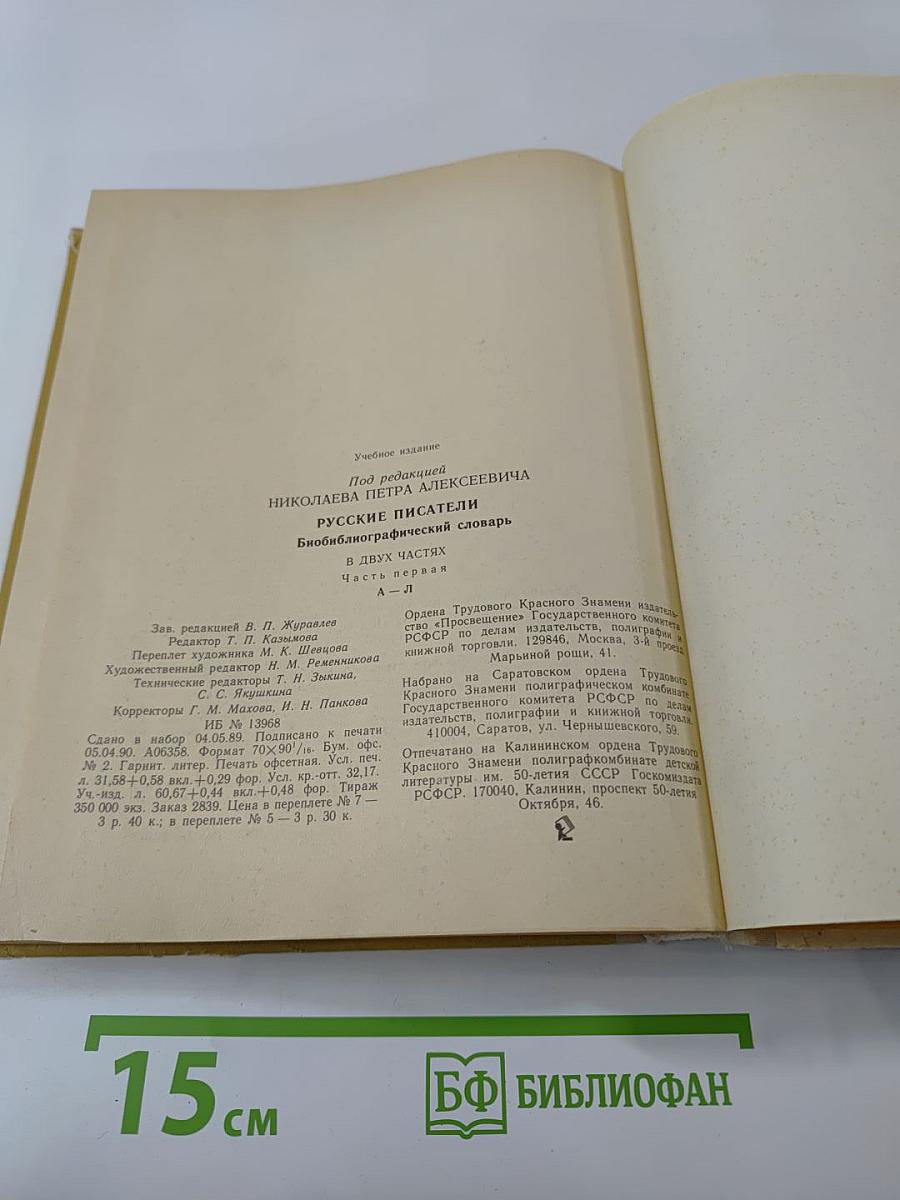 Учебное издание
Под редакцией
НИКОЛАЕВА ПЕТРА АЛЕКСЕЕВИЧА
РУССКИЕ ПИСАТЕЛИ
Биобиблиографический словарь
В ДВУХ ЧАСТЯХ
Часть первая
А — Л
Зав. редакцией В. П. Журавлев
Редактор Т. П. Казымова
Переплет художника М. К. Шевцова
Художественный редактор Н. М. Ременникова
Технические редакторы Т. Н. Зыкина,
С. С. Якушкина
Корректоры Г. М. Махова, И. Н. Панкова
ИБ № 13968
Сдано в набор 04.05.89. Подписано к печати
05.04.90. А06358. Формат 70×90¹/₁₆. Бум. офс.
№ 2. Гарнит. литер. Печать офсетная. Усл. печ.
л. 31,58+0,58 вкл.+0,29 фор. Усл. кр.-отт. 32,17.
Уч.-изд. л. 60,67+0,44 вкл.+0,48 фор. Тираж
350 000 экз. Заказ 2839. Цена в переплете № 7 —
3 р. 40 к.; в переплете № 5 — 3 р. 30 к.
Ордена Трудового Красного Знамени издатель-
ство «Просвещение» Государственного комитета
РСФСР по делам издательств, полиграфии и
книжной торговли. 129846, Москва, 3-й проезд
Марьиной рощи, 41.
Набрано на Саратовском ордена Трудового
Красного Знамени полиграфическом комбинате
Государственного комитета РСФСР по делам
издательств, полиграфии и книжной торговли.
410004, Саратов, ул. Чернышевского, 59.
Отпечатано на Калининском ордена Трудового
Красного Знамени полиграфкомбинате детской
литературы им. 50-летия СССР Госкомиздата
РСФСР. 170040, Калинин, проспект 50-летия
Октября, 46.
15 см
БФ БИБЛИОФАН